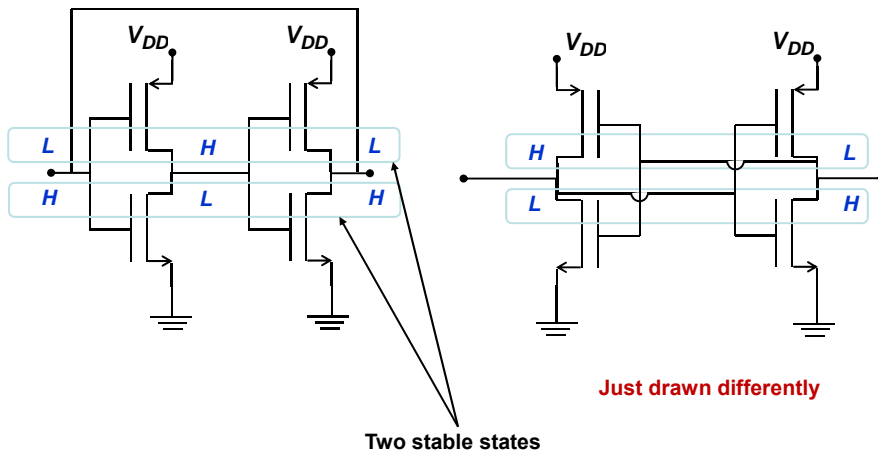 VDD VDD VDD VDD
L H L H L
H L H L H
Just drawn differently
Two stable states